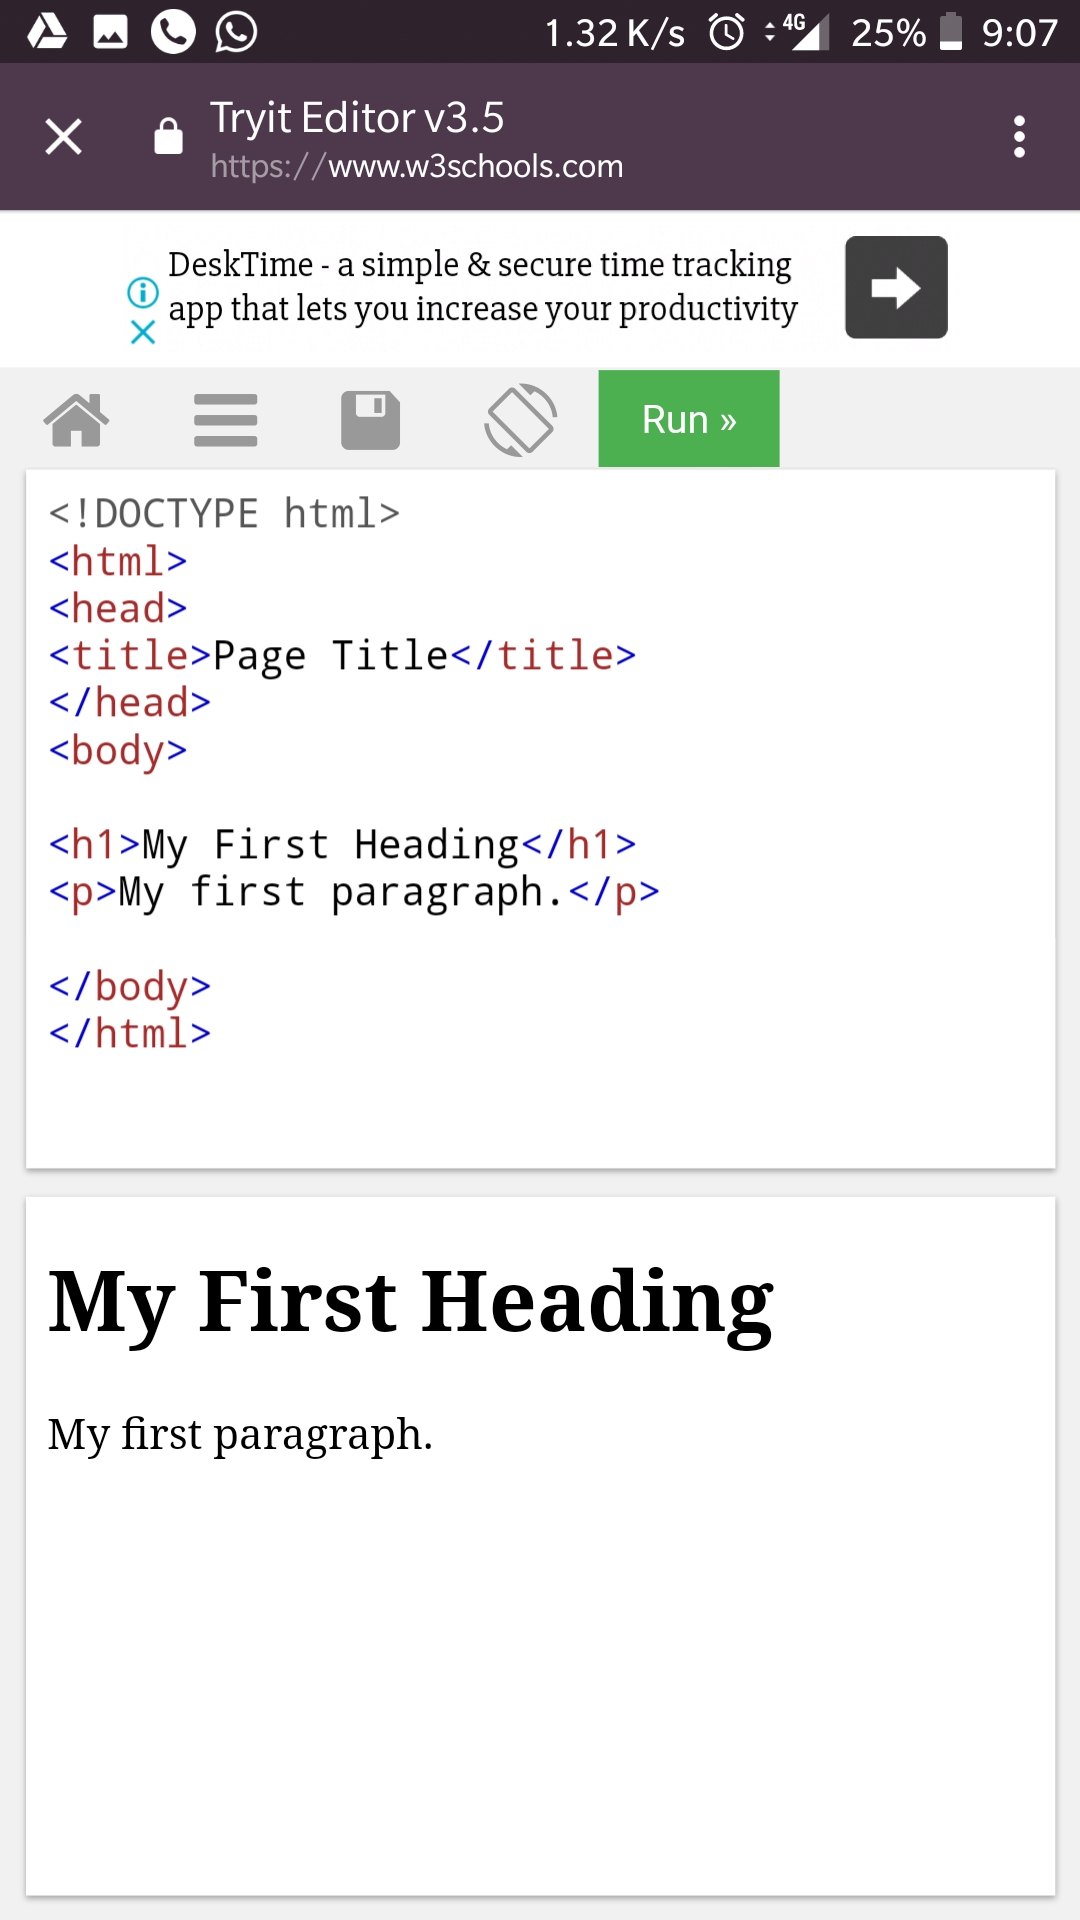 1.32 K/s 4G 25% 9:07
Tryit Editor v3.5
https://www.w3schools.com
DeskTime - a simple & secure time tracking
app that lets you increase your productivity
Run »
<!DOCTYPE html>
<html>
<head>
<title>Page Title</title>
</head>
<body>
<h1>My First Heading</h1>
<p>My first paragraph.</p>
</body>
</html>
My First Heading
My first paragraph.